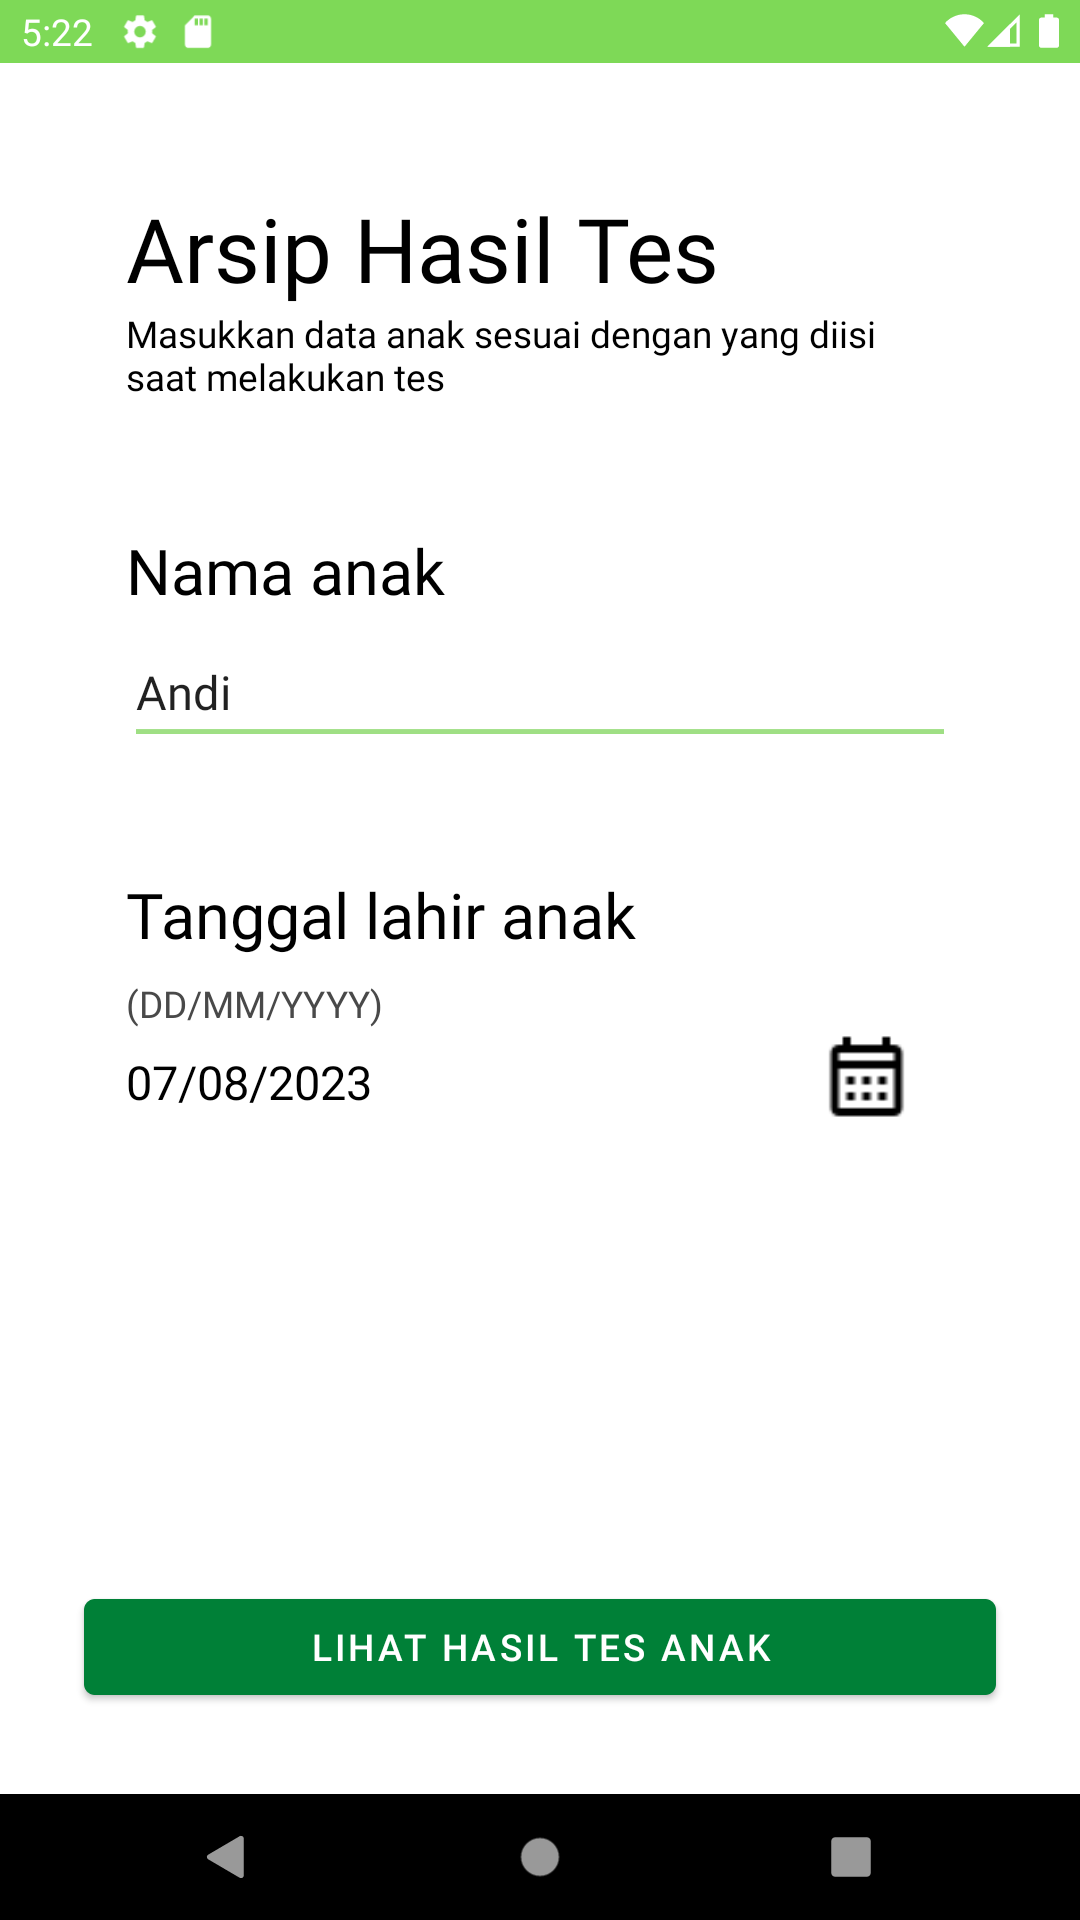 5:22
Arsip Hasil Tes
Masukkan data anak sesuai dengan yang diisi
saat melakukan tes
Nama anak
Andi
Tanggal lahir anak
(DD/MM/YYYY)
07/08/2023
LIHAT HASIL TES ANAK